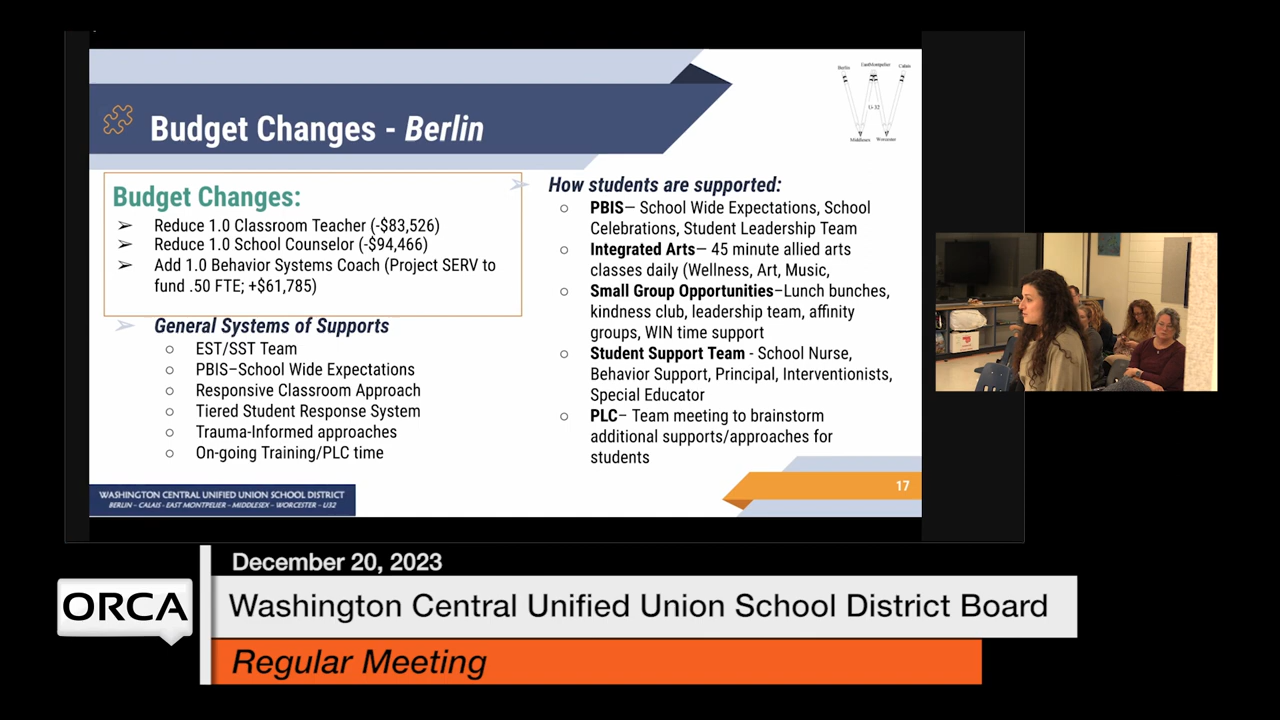 Budget Changes - Berlin
Berlin
EastMontpelier
Calais
U-32
Middlesex
Worcester
Budget Changes:
➢ Reduce 1.0 Classroom Teacher (-$83,526)
➢ Reduce 1.0 School Counselor (-$94,466)
➢ Add 1.0 Behavior Systems Coach (Project SERV to
fund .50 FTE; +$61,785)
➢ General Systems of Supports
○ EST/SST Team
○ PBIS–School Wide Expectations
○ Responsive Classroom Approach
○ Tiered Student Response System
○ Trauma-Informed approaches
○ On-going Training/PLC time
➢ How students are supported:
○ PBIS— School Wide Expectations, School
Celebrations, Student Leadership Team
○ Integrated Arts— 45 minute allied arts
classes daily (Wellness, Art, Music,
○ Small Group Opportunities–Lunch bunches,
kindness club, leadership team, affinity
groups, WIN time support
○ Student Support Team - School Nurse,
Behavior Support, Principal, Interventionists,
Special Educator
○ PLC– Team meeting to brainstorm
additional supports/approaches for
students
17
WASHINGTON CENTRAL UNIFIED UNION SCHOOL DISTRICT
BERLIN – CALAIS - EAST MONTPELIER – MIDDLESEX – WORCESTER – U32
December 20, 2023
ORCA
Washington Central Unified Union School District Board
Regular Meeting